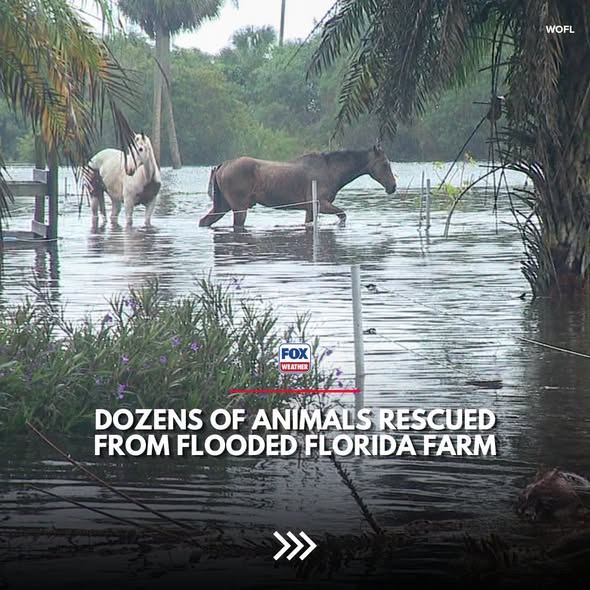 WOFL
FOX
WEATHER
DOZENS OF ANIMALS RESCUED
FROM FLOODED FLORIDA FARM